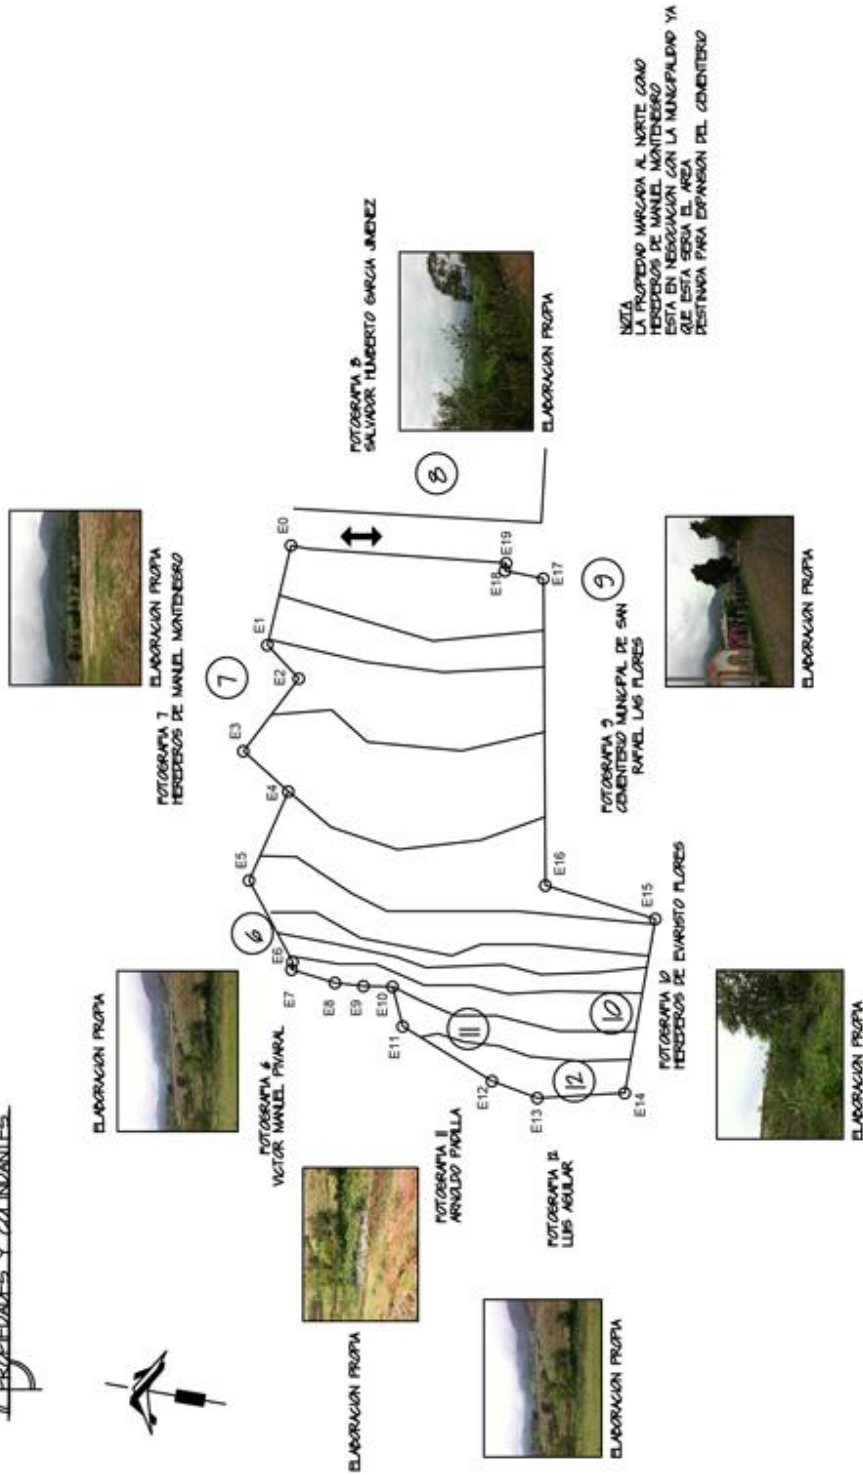 PROPIEDADES Y COLINDANTES
ELABORACION PROPIA
FOTOGRAFIA 6
VICTOR MANUEL PIVARAL
ELABORACION PROPIA
FOTOGRAFIA 7
HEREDEROS DE MANUEL MONTENEGRO
FOTOGRAFIA 8
SALVADOR HUMBERTO GARCIA JIMENEZ
ELABORACION PROPIA
ELABORACION PROPIA
FOTOGRAFIA 11
ARNOLDO PADILLA
FOTOGRAFIA 12
LUIS AGUILAR
ELABORACION PROPIA
E0
E1
E2
E3
E4
E5
E6
E7
E8
E9
E10
E11
E12
E13
E14
E15
E16
E17
E18
E19
6
7
8
9
10
11
12
FOTOGRAFIA 10
HEREDEROS DE EVARISTO FLORES
ELABORACION PROPIA
FOTOGRAFIA 9
CEMENTERIO MUNICIPAL DE SAN
RAFAEL LAS FLORES
ELABORACION PROPIA
NOTA
LA PROPIEDAD MARCADA AL NORTE COMO
HEREDEROS DE MANUEL MONTENEGRO
ESTA EN NEGOCIACION CON LA MUNICIPALIDAD YA
QUE ESTA SERIA EL AREA
DESTINADA PARA EXPANSION DEL CEMENTERIO